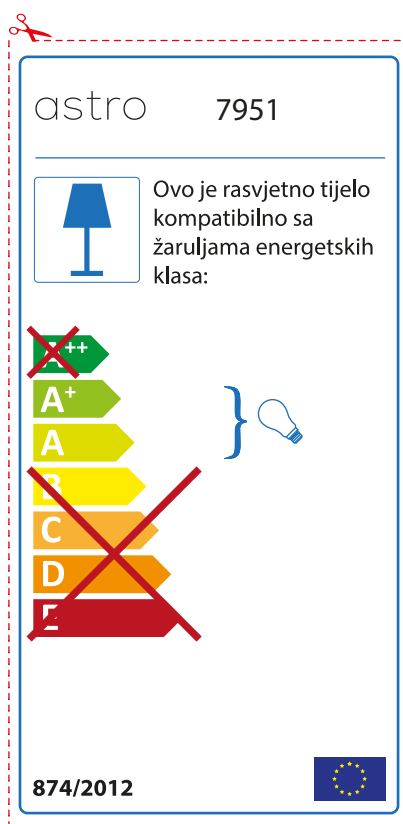 astro 7951
Ovo je rasvjetno tijelo
kompatibilno sa
žaruljama energetskih
klasa:
A++
A+
A
B
C
D
E
874/2012